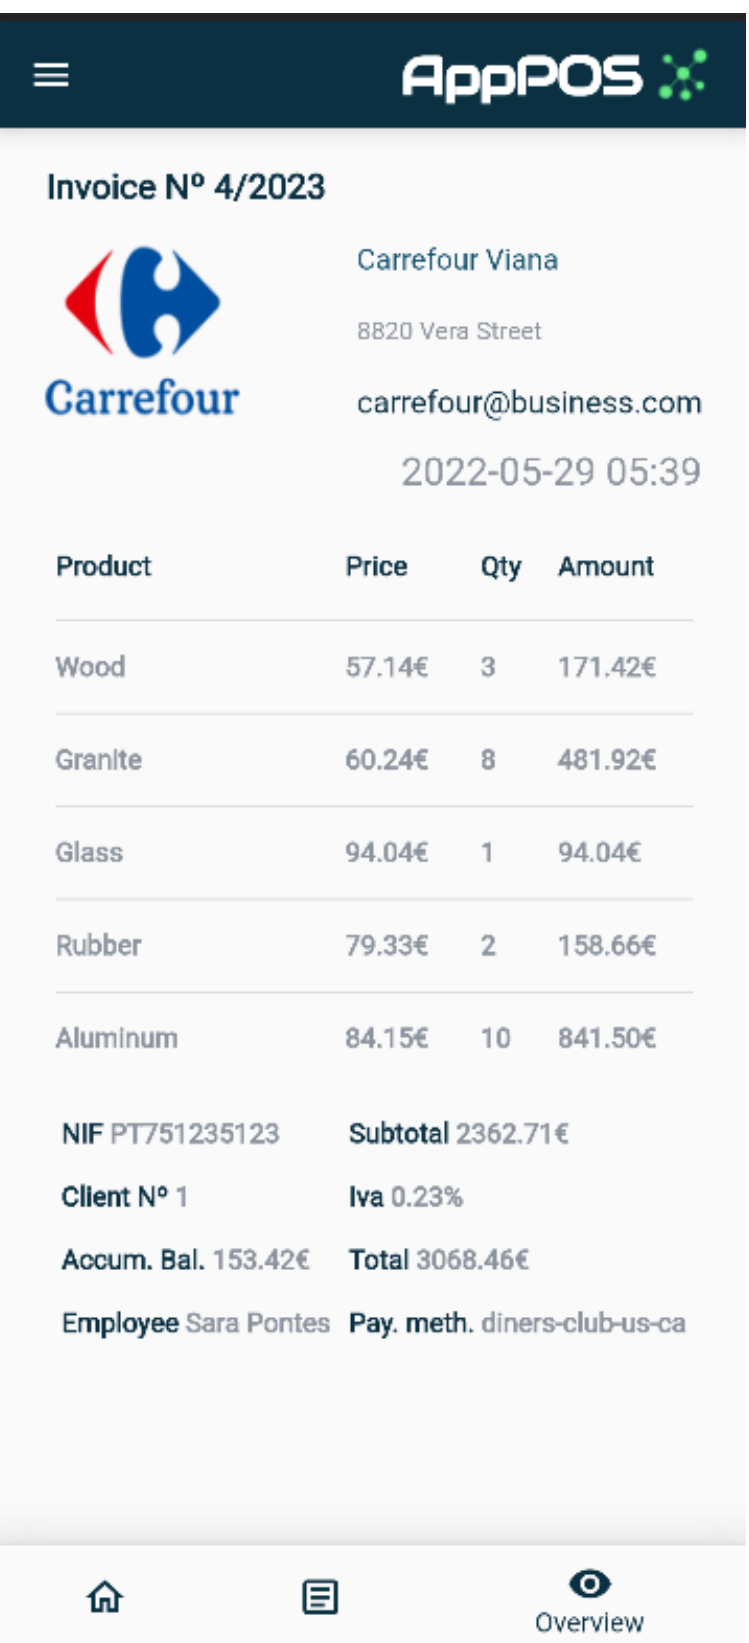 AppPOS
Invoice Nº 4/2023
Carrefour
Carrefour Viana
8820 Vera Street
carrefour@business.com
2022-05-29 05:39
Product Price Qty Amount
Wood 57.14€ 3 171.42€
Granite 60.24€ 8 481.92€
Glass 94.04€ 1 94.04€
Rubber 79.33€ 2 158.66€
Aluminum 84.15€ 10 841.50€
NIF PT751235123 Subtotal 2362.71€
Client Nº 1 Iva 0.23%
Accum. Bal. 153.42€ Total 3068.46€
Employee Sara Pontes Pay. meth. diners-club-us-ca
Overview